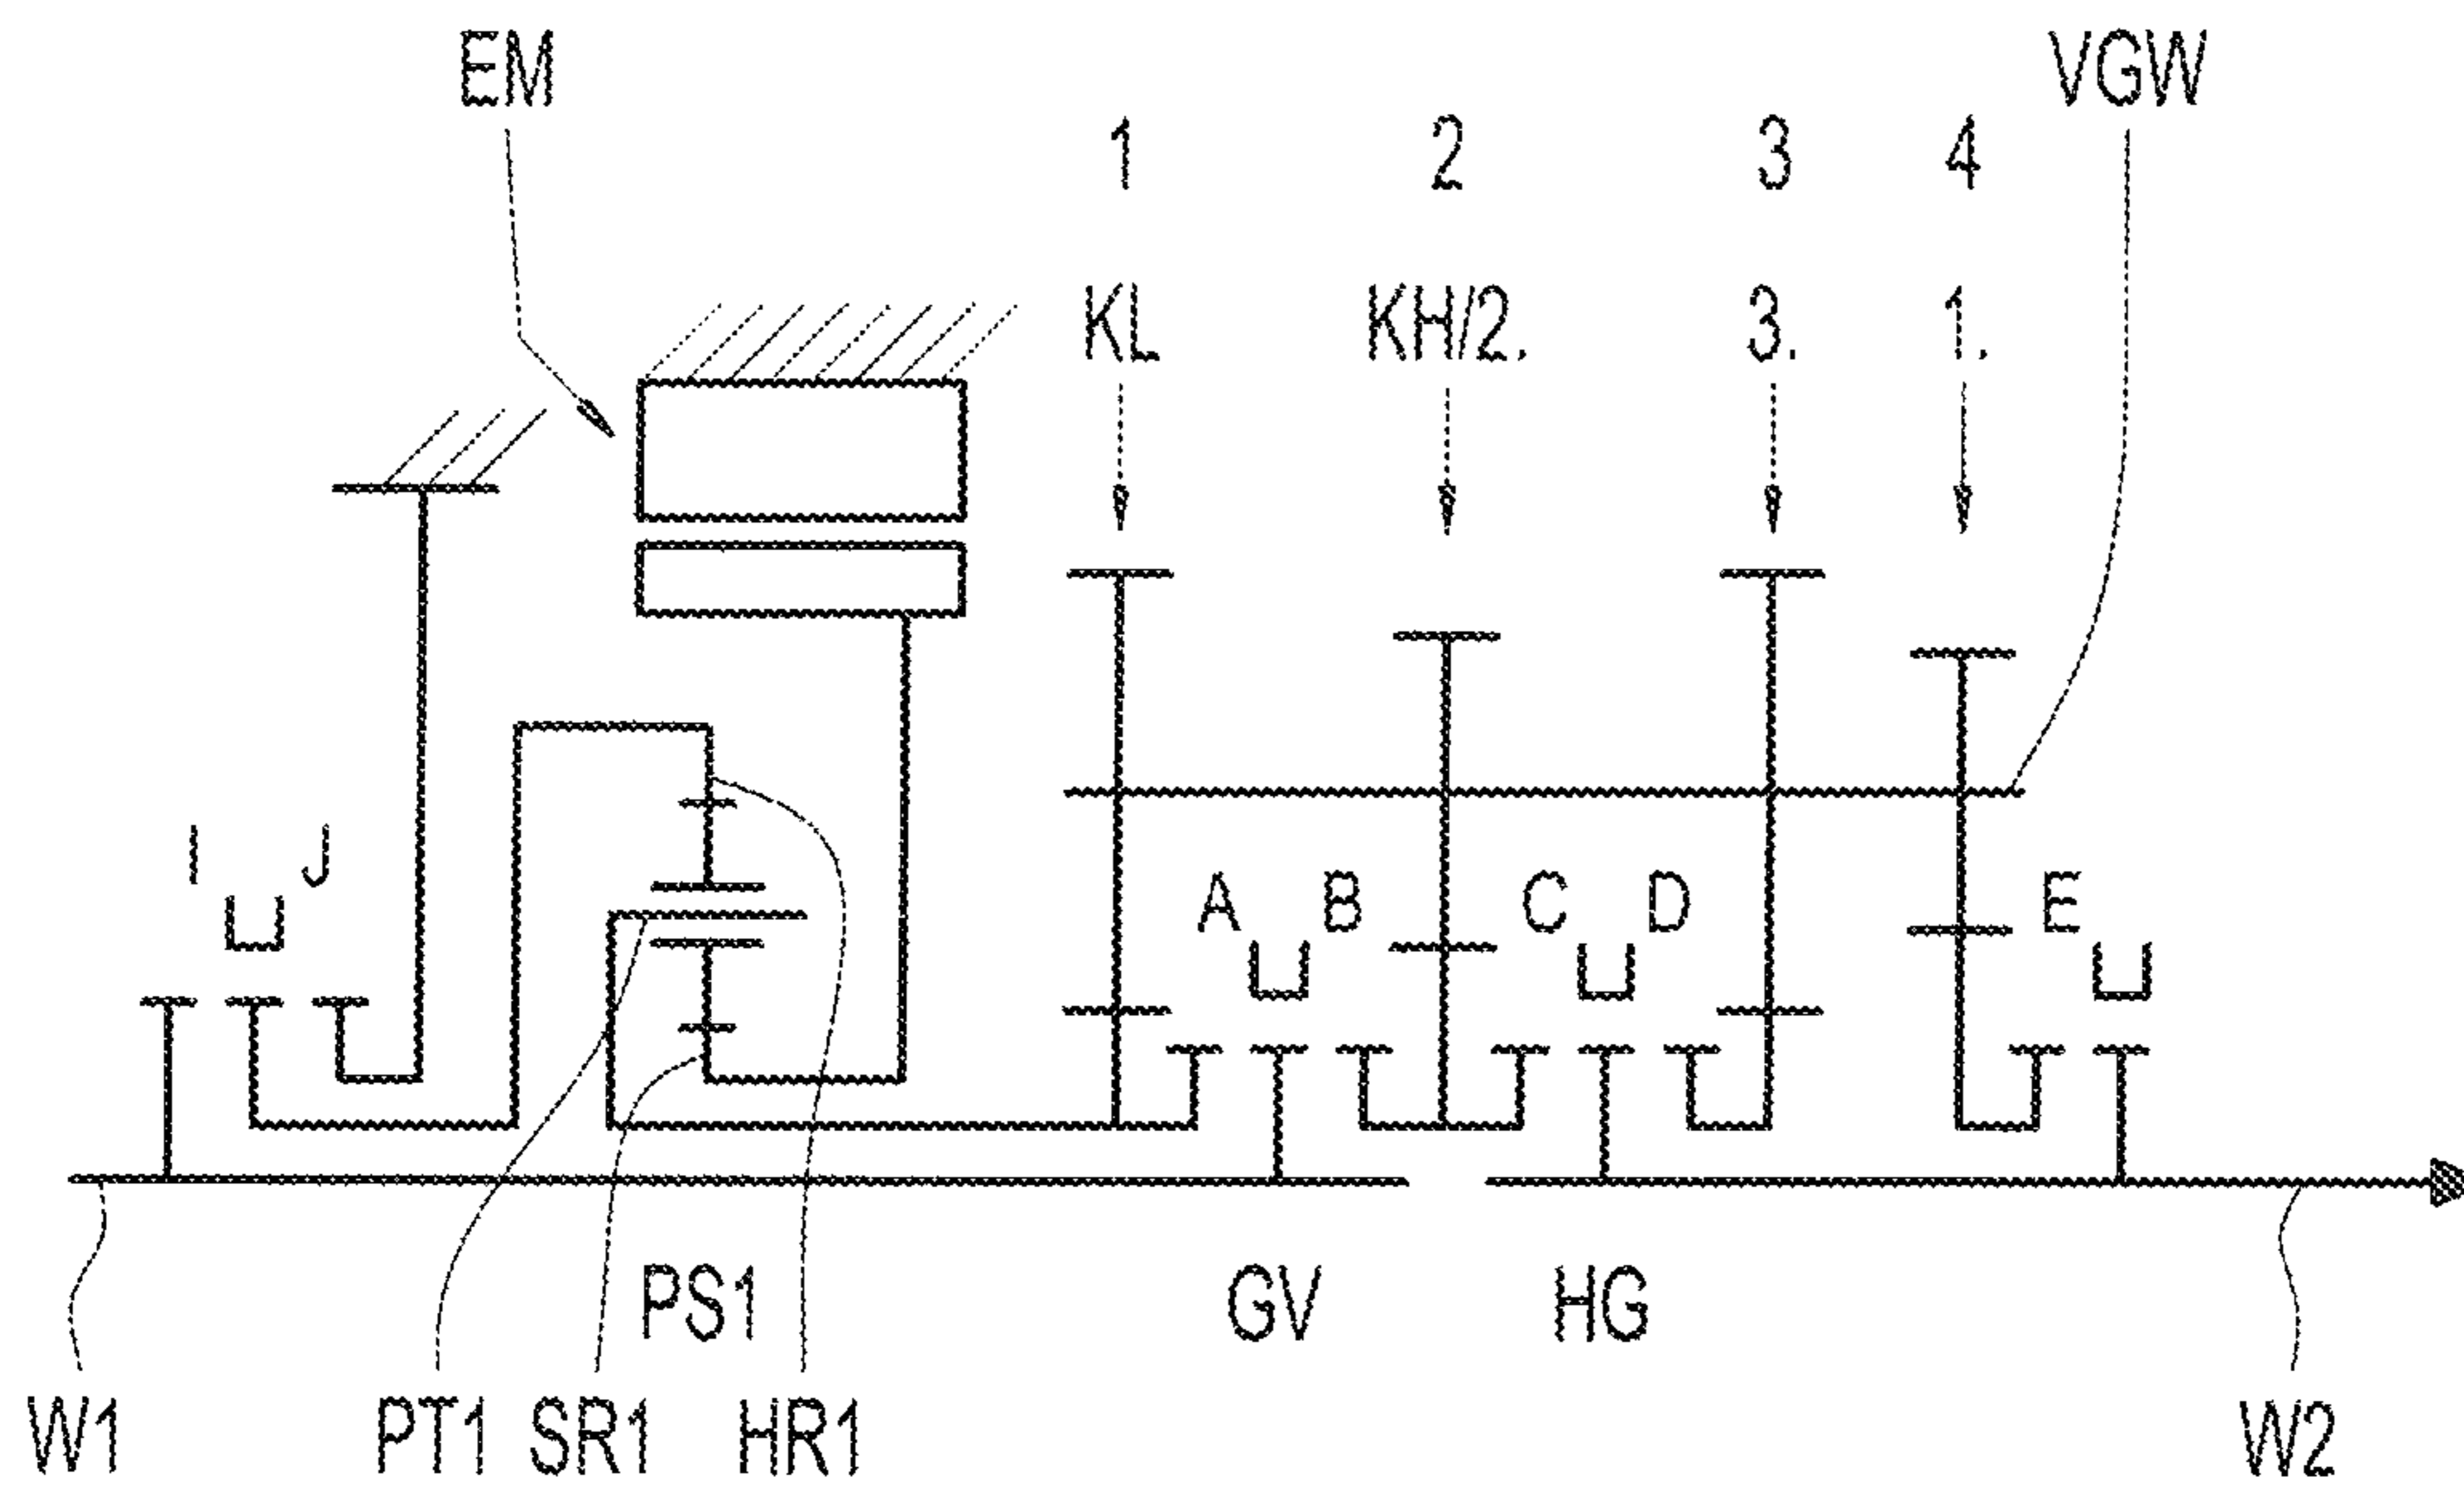 EM VGW
1 2 3 4
KL KH/2. 3. 1.
I J
A B C D E
PS1 GV HG
W1 PT1 SR1 HR1 W2